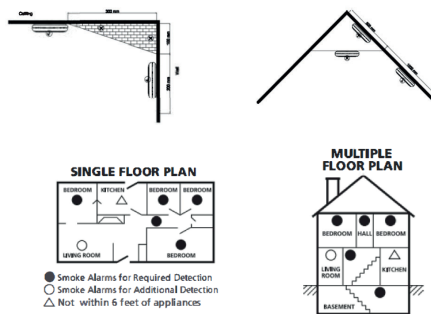 Ceiling
300 mm
Wall
SINGLE FLOOR PLAN
BEDROOM KITCHEN BEDROOM BEDROOM
LIVING ROOM BEDROOM
MULTIPLE
FLOOR PLAN
BEDROOM HALL BEDROOM
LIVING
ROOM
KITCHEN
BASEMENT
Smoke Alarms for Required Detection
Smoke Alarms for Additional Detection
Not within 6 feet of appliances